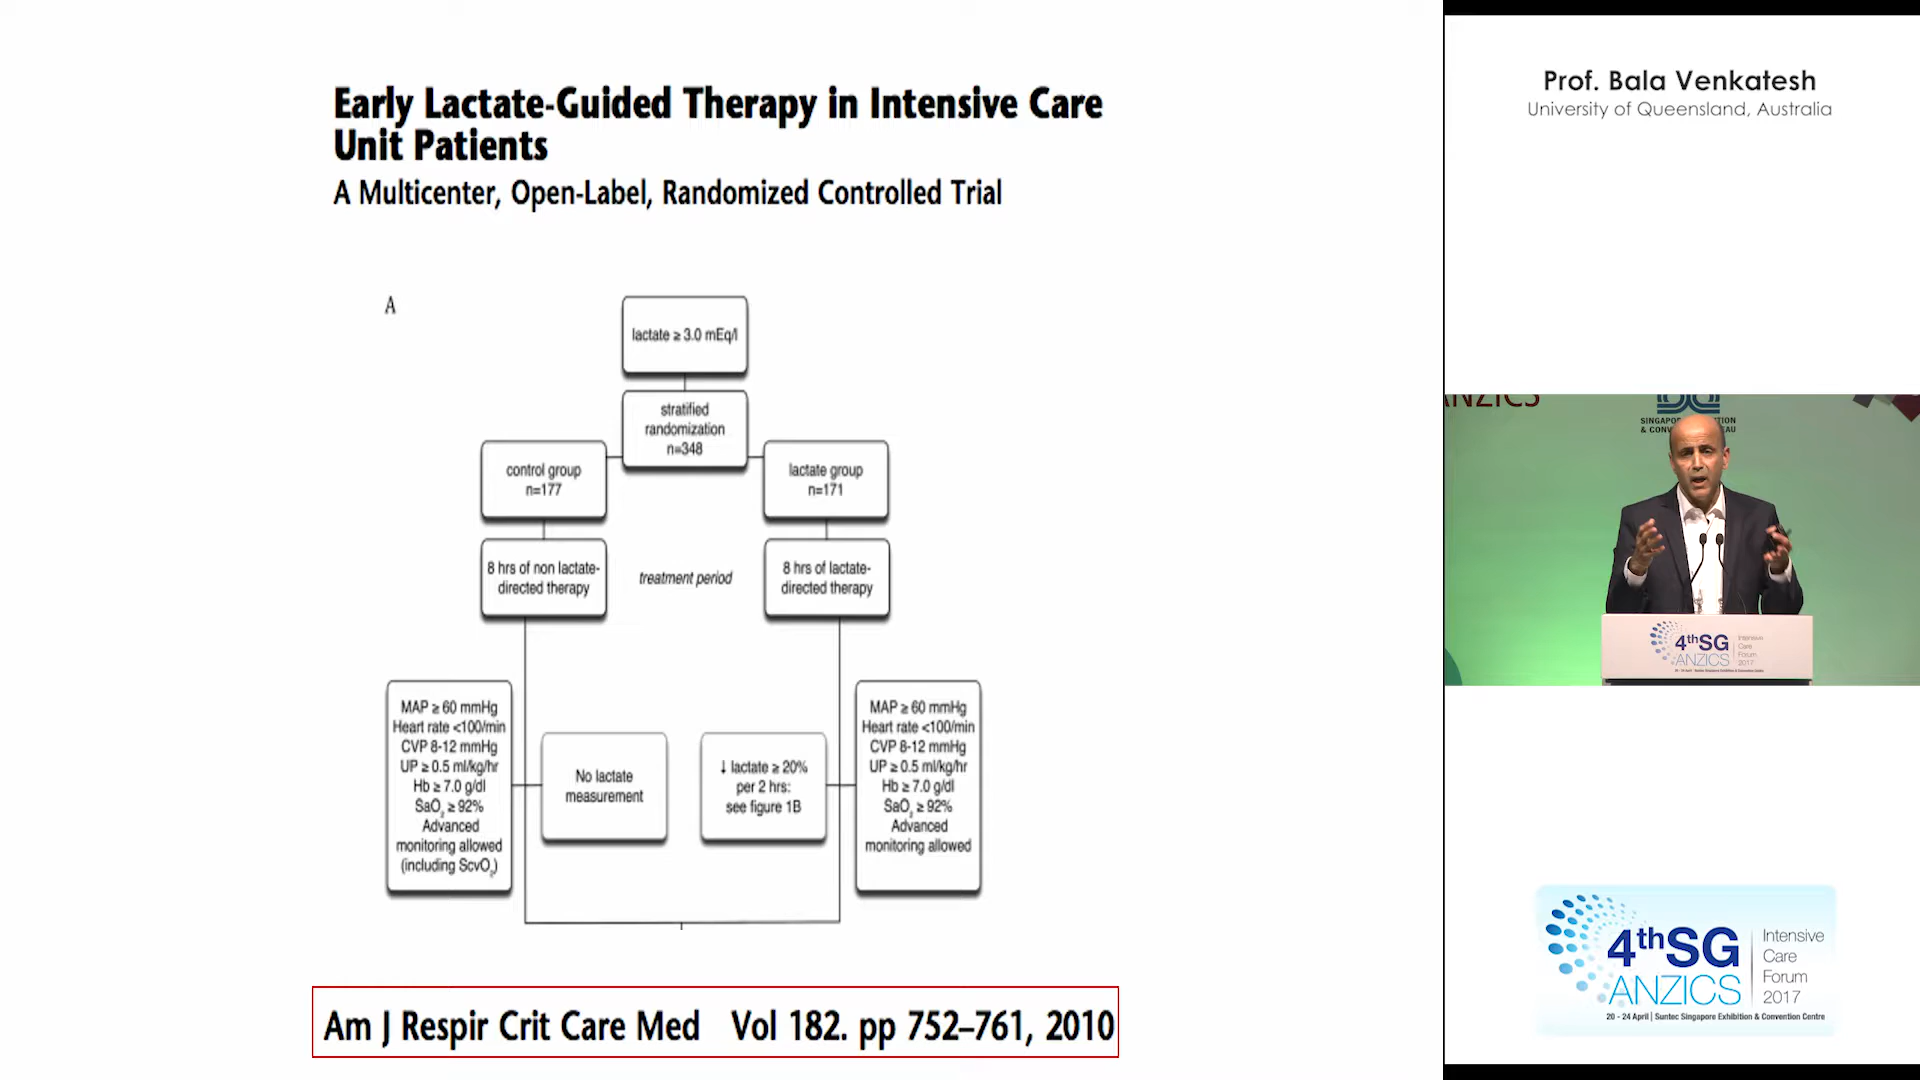 Early Lactate-Guided Therapy in Intensive Care
Unit Patients
A Multicenter, Open-Label, Randomized Controlled Trial
A
lactate ≥ 3.0 mEq/l
stratified
randomization
n=348
control group
n=177
lactate group
n=171
8 hrs of non lactate-
directed therapy
treatment period
8 hrs of lactate-
directed therapy
MAP ≥ 60 mmHg
Heart rate <100/min
CVP 8-12 mmHg
UP ≥ 0.5 ml/kg/hr
Hb ≥ 7.0 g/dl
SaO₂ ≥ 92%
Advanced
monitoring allowed
(including ScvO₂)
No lactate
measurement
↓ lactate ≥ 20%
per 2 hrs:
see figure 1B
MAP ≥ 60 mmHg
Heart rate <100/min
CVP 8-12 mmHg
UP ≥ 0.5 ml/kg/hr
Hb ≥ 7.0 g/dl
SaO₂ ≥ 92%
Advanced
monitoring allowed
Am J Respir Crit Care Med Vol 182. pp 752–761, 2010
Prof. Bala Venkatesh
University of Queensland, Australia
ANZICS
4thSG
ANZICS
Intensive
Care
Forum
2017
4thSG
ANZICS
Intensive
Care
Forum
2017
20 - 24 April | Suntec Singapore Exhibition & Convention Centre